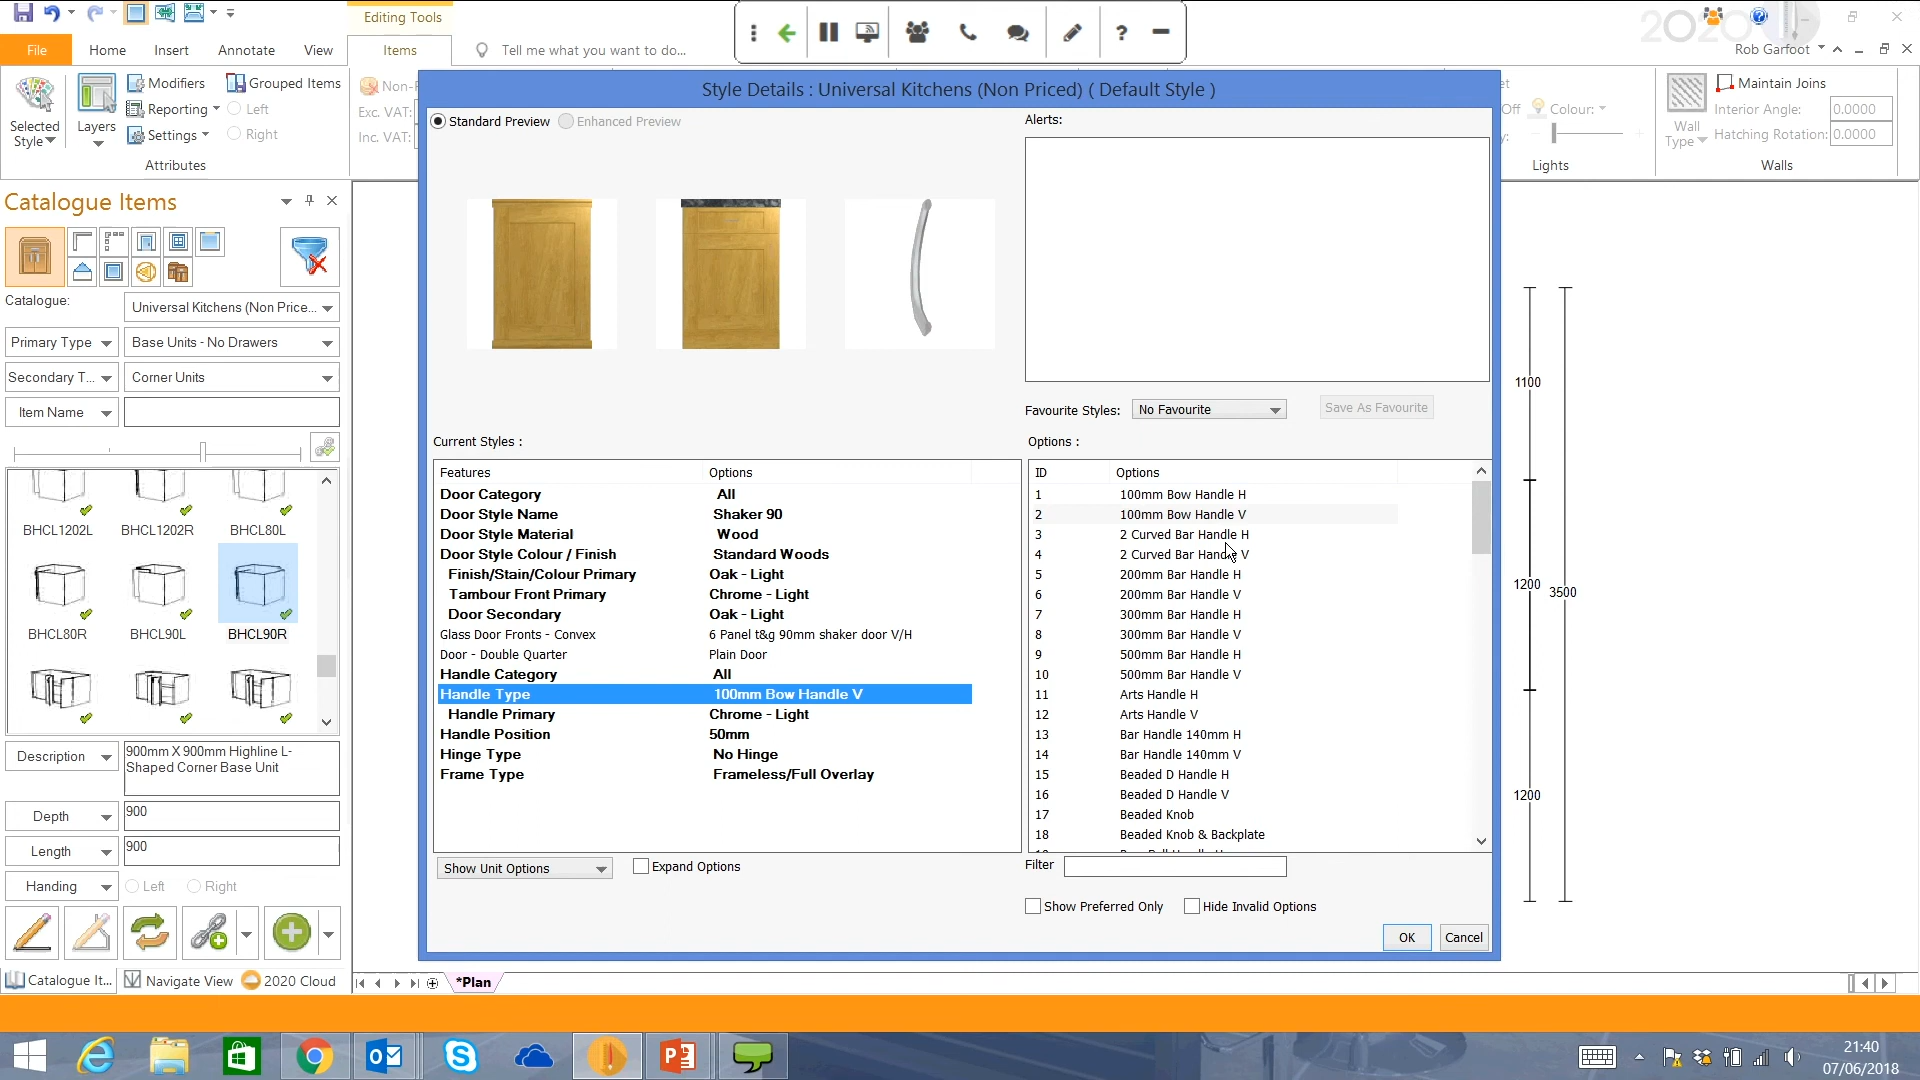 Editing Tools
2020
File
Home
Insert
Annotate
View
Items
Tell me what you want to do...
Rob Garfoot
Selected Style
Layers
Modifiers
Reporting
Settings
Grouped Items
Left
Right
Attributes
Exc. VAT:
Inc. VAT:
Style Details : Universal Kitchens (Non Priced) ( Default Style )
Off
Colour:
Lights
Wall Type
Maintain Joins
Interior Angle:
0.0000
Hatching Rotation:
0.0000
Walls
Catalogue Items
Catalogue:
Universal Kitchens (Non Price...
Primary Type
Base Units - No Drawers
Secondary T...
Corner Units
Item Name
BHCL1202L
BHCL1202R
BHCL80L
BHCL80R
BHCL90L
BHCL90R
Description
900mm X 900mm Highline L-
Shaped Corner Base Unit
Depth
900
Length
900
Handing
Left
Right
Catalogue It...
Navigate View
2020 Cloud
Standard Preview
Enhanced Preview
Alerts:
Favourite Styles:
No Favourite
Save As Favourite
Current Styles :
Features Options
Door Category All
Door Style Name Shaker 90
Door Style Material Wood
Door Style Colour / Finish Standard Woods
Finish/Stain/Colour Primary Oak - Light
Tambour Front Primary Chrome - Light
Door Secondary Oak - Light
Glass Door Fronts - Convex 6 Panel t&g 90mm shaker door V/H
Door - Double Quarter Plain Door
Handle Category All
Handle Type 100mm Bow Handle V
Handle Primary Chrome - Light
Handle Position 50mm
Hinge Type No Hinge
Frame Type Frameless/Full Overlay
Show Unit Options
Expand Options
Options :
ID Options
1 100mm Bow Handle H
2 100mm Bow Handle V
3 2 Curved Bar Handle H
4 2 Curved Bar Handle V
5 200mm Bar Handle H
6 200mm Bar Handle V
7 300mm Bar Handle H
8 300mm Bar Handle V
9 500mm Bar Handle H
10 500mm Bar Handle V
11 Arts Handle H
12 Arts Handle V
13 Bar Handle 140mm H
14 Bar Handle 140mm V
15 Beaded D Handle H
16 Beaded D Handle V
17 Beaded Knob
18 Beaded Knob & Backplate
Filter
Show Preferred Only
Hide Invalid Options
OK
Cancel
1100
1200
3500
1200
*Plan
21:40
07/06/2018